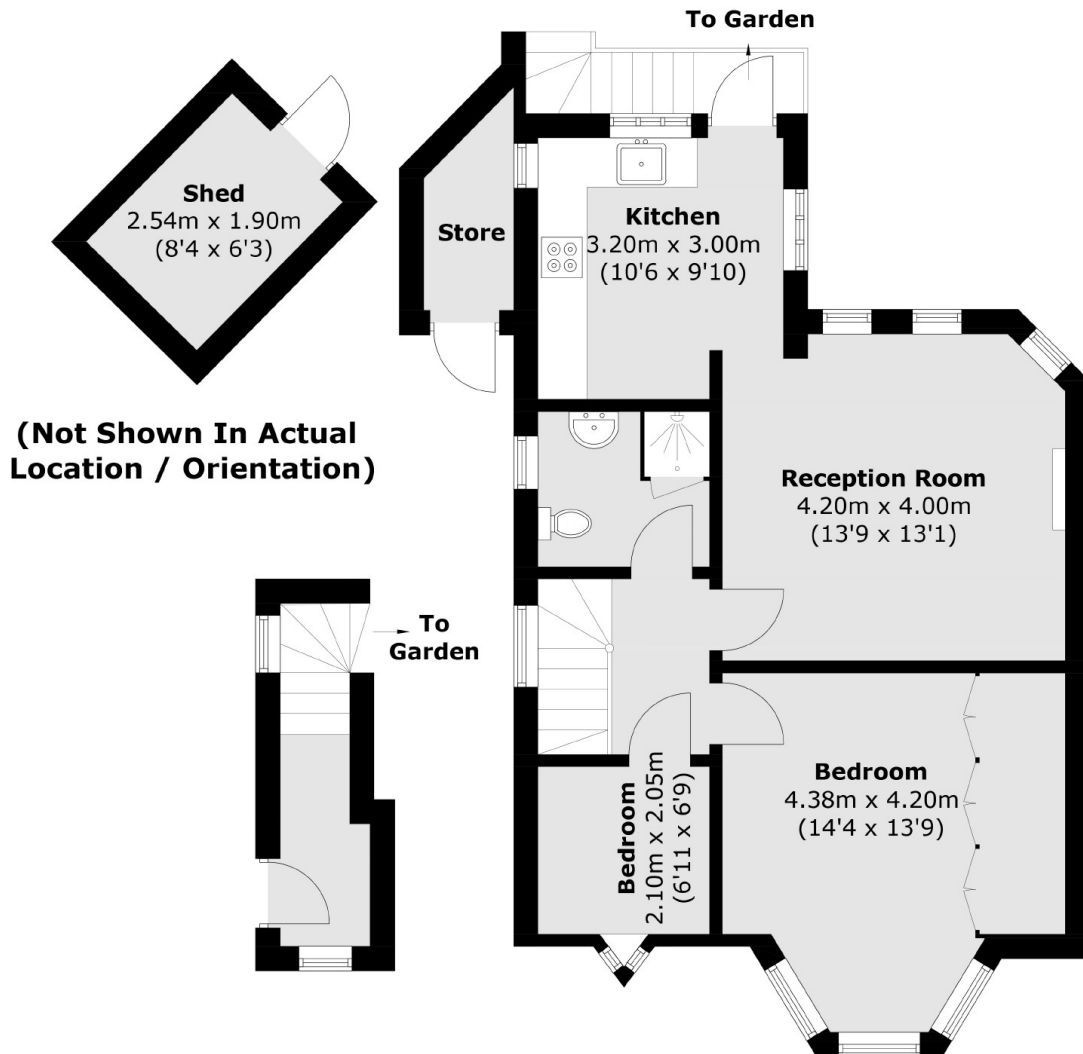 To Garden
Shed
2.54m x 1.90m
(8'4 x 6'3)
Store
Kitchen
3.20m x 3.00m
(10'6 x 9'10)
(Not Shown In Actual
Location / Orientation)
Reception Room
4.20m x 4.00m
(13'9 x 13'1)
To
Garden
Bedroom
2.10m x 2.05m
(6'11 x 6'9)
Bedroom
4.38m x 4.20m
(14'4 x 13'9)